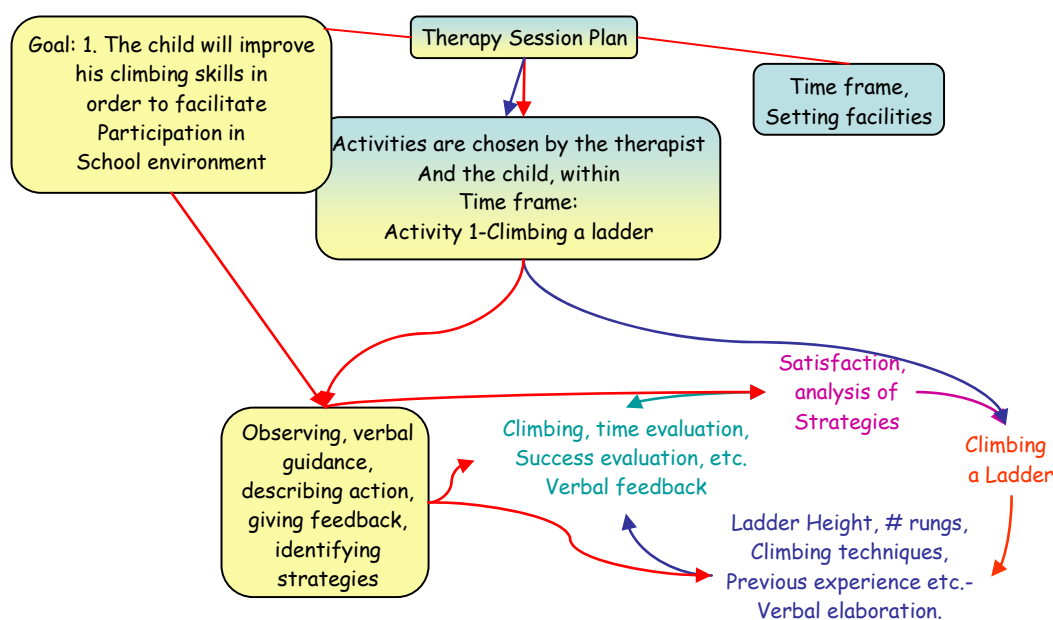 Goal: 1. The child will improve
his climbing skills in
order to facilitate
Participation in
School environment
Therapy Session Plan
Time frame,
Setting facilities
Activities are chosen by the therapist
And the child, within
Time frame:
Activity 1-Climbing a ladder
Observing, verbal
guidance,
describing action,
giving feedback,
identifying
strategies
Climbing, time evaluation,
Success evaluation, etc.
Verbal feedback
Satisfaction,
analysis of
Strategies
Climbing
a Ladder
Ladder Height, # rungs,
Climbing techniques,
Previous experience etc.-
Verbal elaboration.